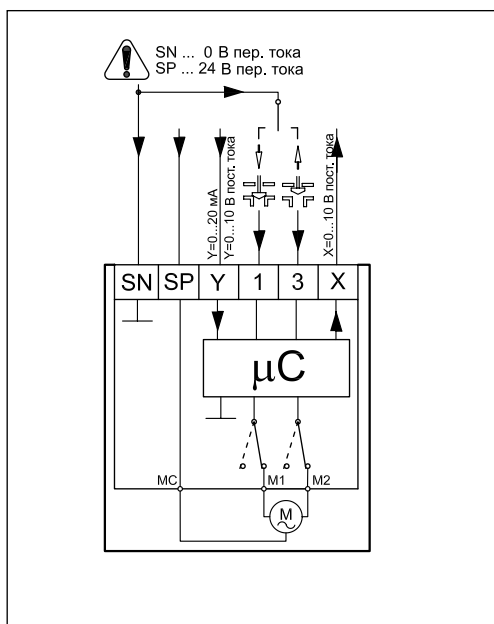 SN ... 0 В пер. тока
SP ... 24 В пер. тока
Y=0...20 мА
Y=0...10 В пост. тока
X=0...10 В пост. тока
SN SP Y 1 3 X
μC
MC M1 M2
M